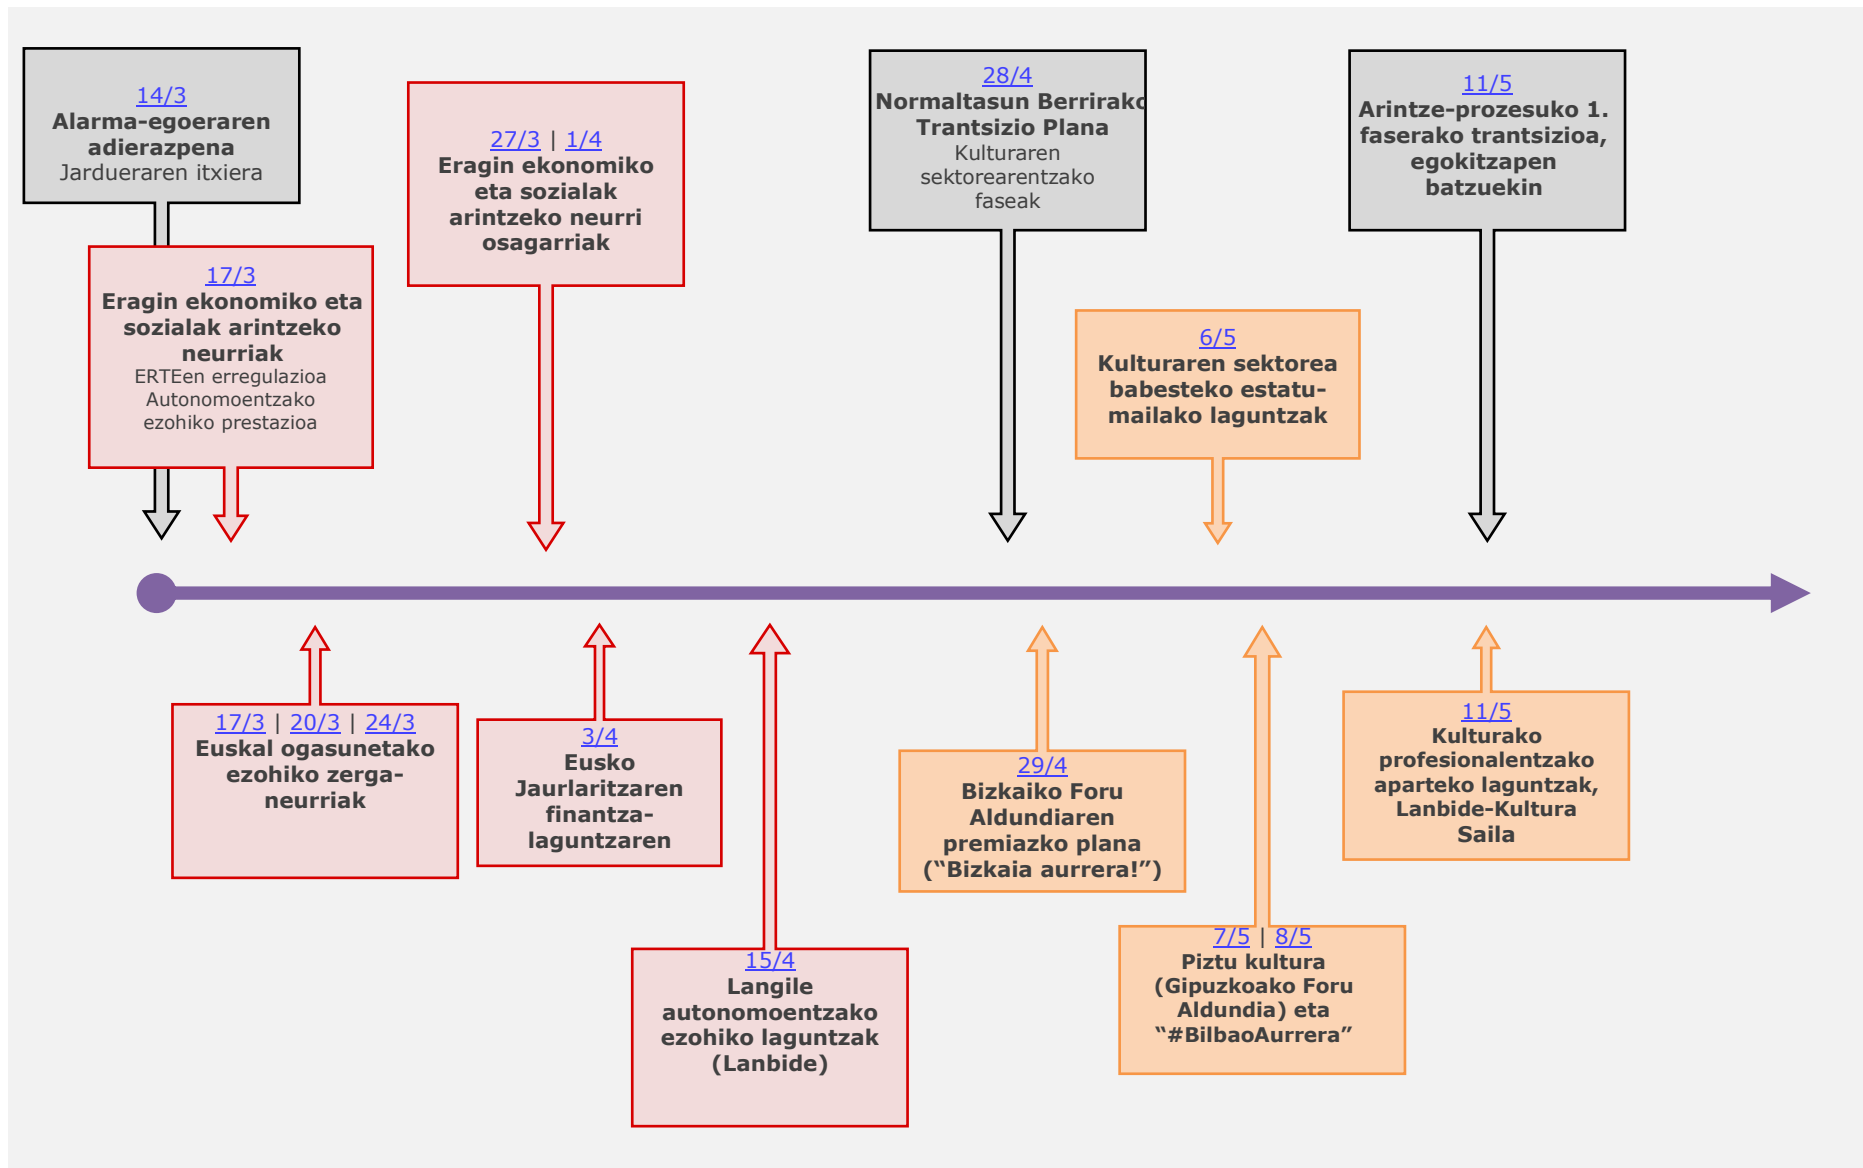 14/3
Alarma-egoeraren
adierazpena
Jardueraren itxiera
17/3
Eragin ekonomiko eta
sozialak arintzeko
neurriak
ERTEen erregulazioa
Autonomoentzako
ezohiko prestazioa
27/3 | 1/4
Eragin ekonomiko
eta sozialak
arintzeko neurri
osagarriak
28/4
Normaltasun Berrirako
Trantsizio Plana
Kulturaren
sektorearentzako
faseak
6/5
Kulturaren sektorea
babesteko estatu-
mailako laguntzak
11/5
Arintze-prozesuko 1.
faserako trantsizioa,
egokitzapen
batzuekin
17/3 | 20/3 | 24/3
Euskal ogasunetako
ezohiko zerga-
neurriak
3/4
Eusko
Jaurlaritzaren
finantza-
laguntzaren
15/4
Langile
autonomoentzako
ezohiko laguntzak
(Lanbide)
29/4
Bizkaiko Foru
Aldundiaren
premiazko plana
(“Bizkaia aurrera!”)
7/5 | 8/5
Piztu kultura
(Gipuzkoako Foru
Aldundia) eta
“#BilbaoAurrera”
11/5
Kulturako
profesionalentzako
aparteko laguntzak,
Lanbide-Kultura
Saila